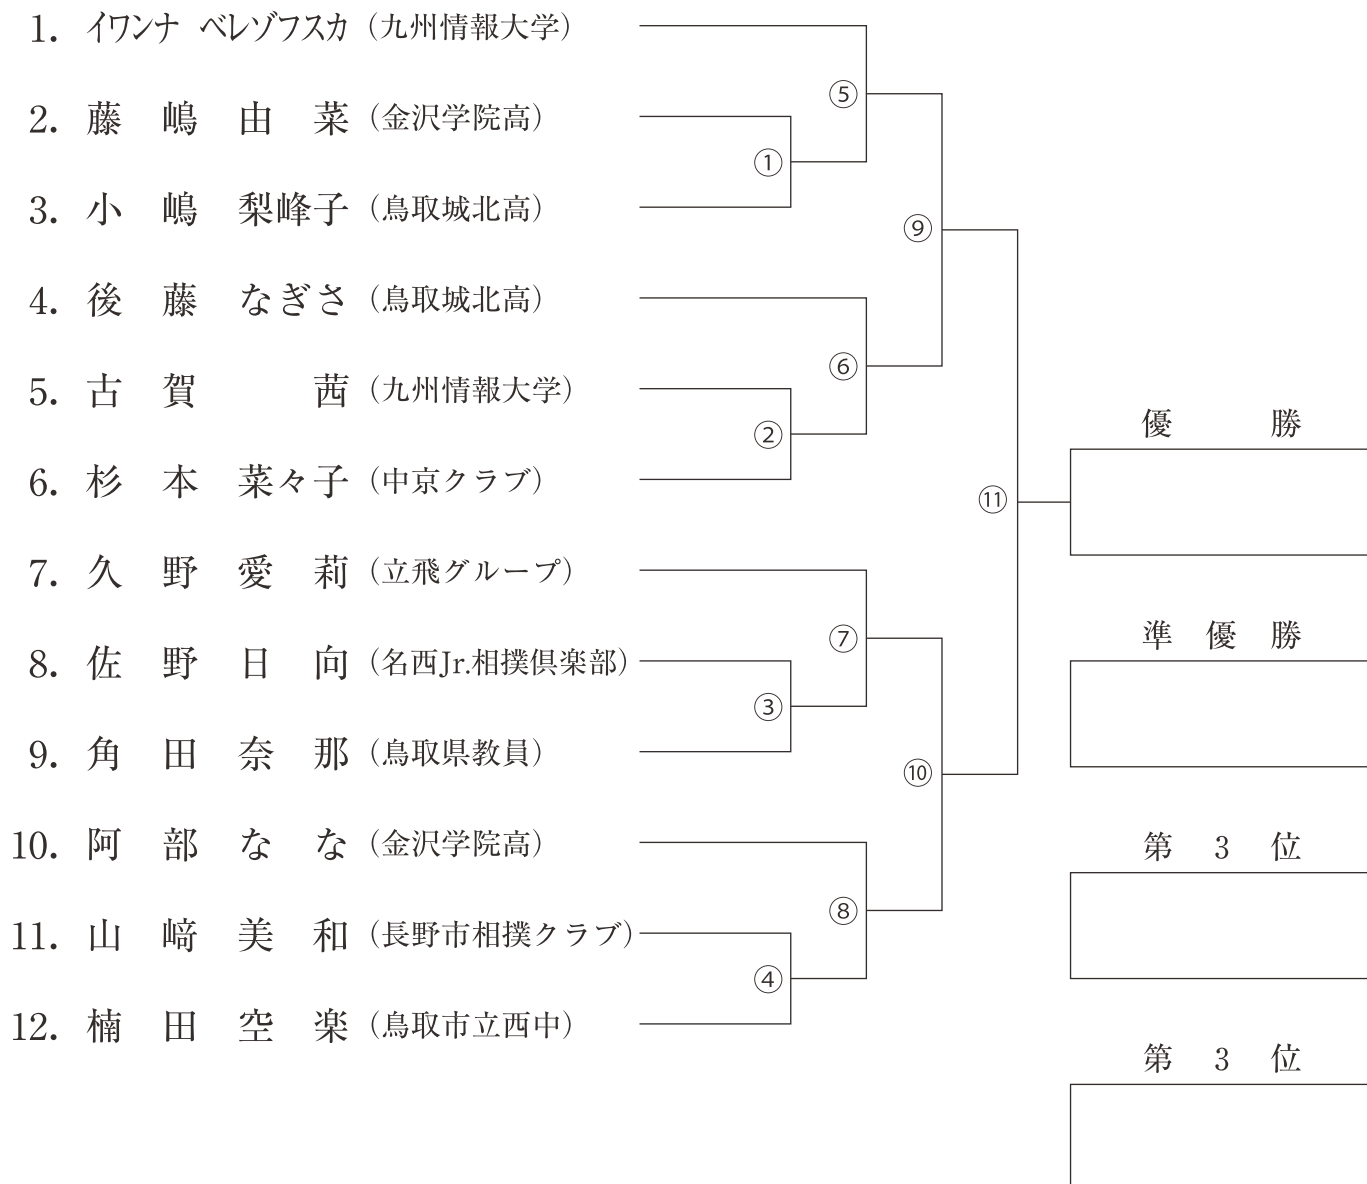 1. イワンナ ベレゾフスカ（九州情報大学）
2. 藤嶋由菜（金沢学院高）
3. 小嶋梨峰子（鳥取城北高）
4. 後藤なぎさ（鳥取城北高）
5. 古賀茜（九州情報大学）
6. 杉本菜々子（中京クラブ）
7. 久野愛莉（立飛グループ）
8. 佐野日向（名西Jr.相撲倶楽部）
9. 角田奈那（鳥取県教員）
10. 阿部なな（金沢学院高）
11. 山﨑美和（長野市相撲クラブ）
12. 楠田空楽（鳥取市立西中）
①
②
③
④
⑤
⑥
⑦
⑧
⑨
⑩
⑪
優勝
準優勝
第3位
第3位